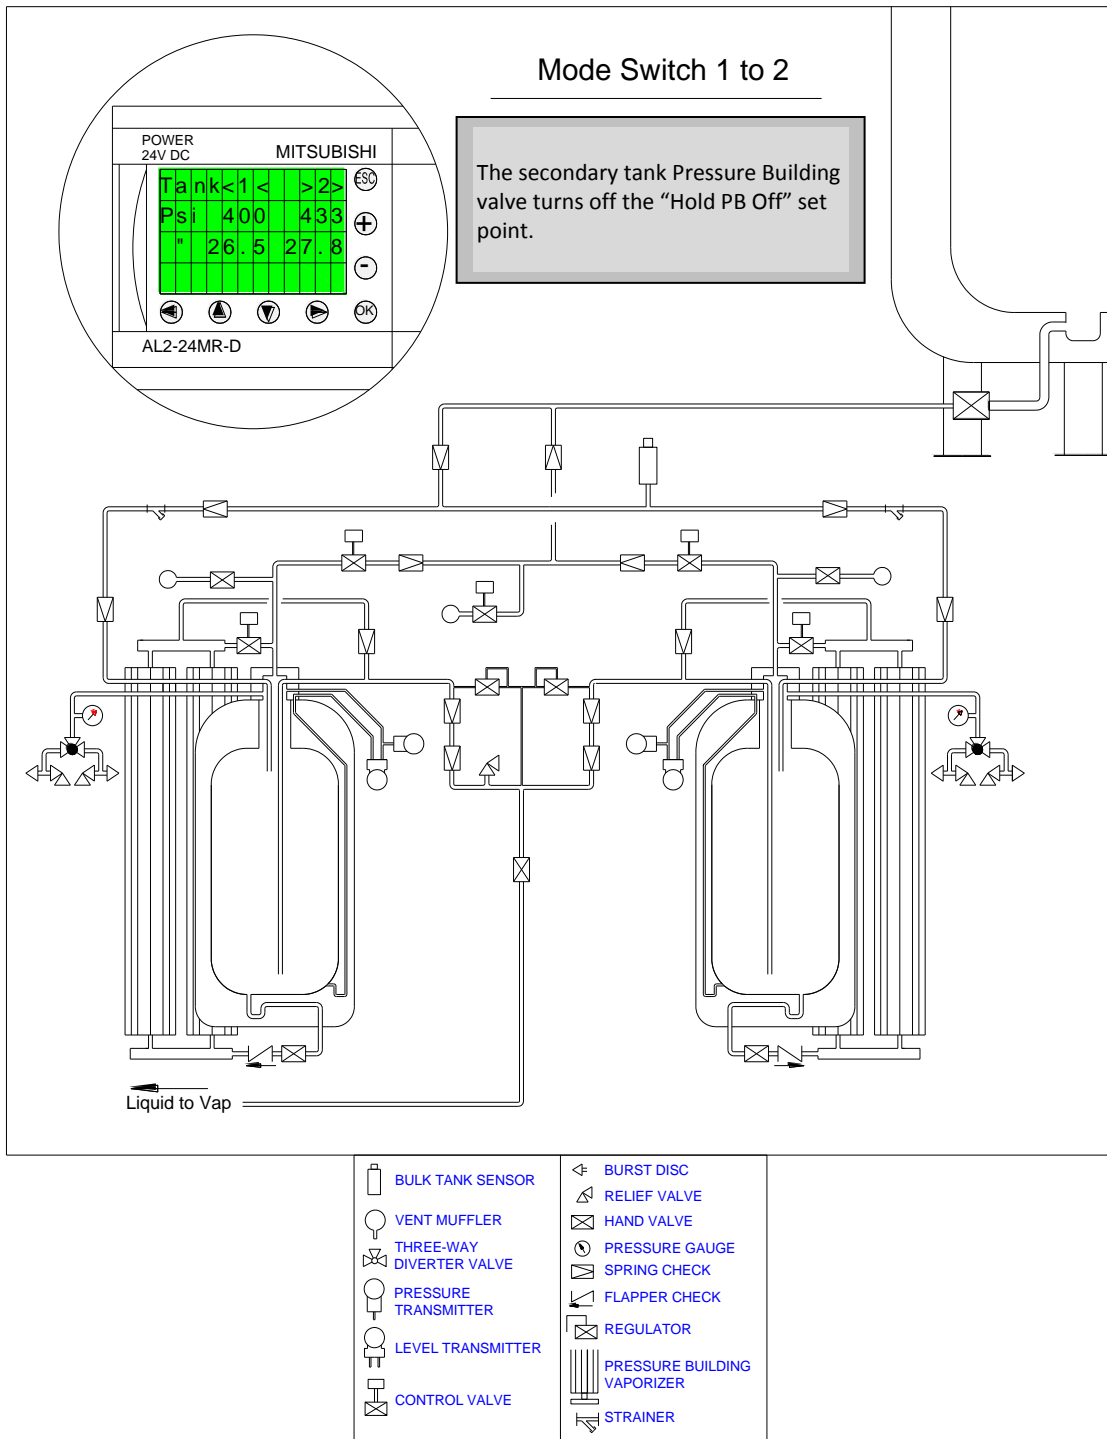 Mode Switch 1 to 2
POWER
24V DC
MITSUBISHI
Tank<1< >2>
Psi 400 433
" 26.5 27.8
ESC
+
-
OK
AL2-24MR-D
The secondary tank Pressure Building
valve turns off the “Hold PB Off” set
point.
Liquid to Vap
BULK TANK SENSOR
VENT MUFFLER
THREE-WAY
DIVERTER VALVE
PRESSURE
TRANSMITTER
LEVEL TRANSMITTER
CONTROL VALVE
BURST DISC
RELIEF VALVE
HAND VALVE
PRESSURE GAUGE
SPRING CHECK
FLAPPER CHECK
REGULATOR
PRESSURE BUILDING
VAPORIZER
STRAINER